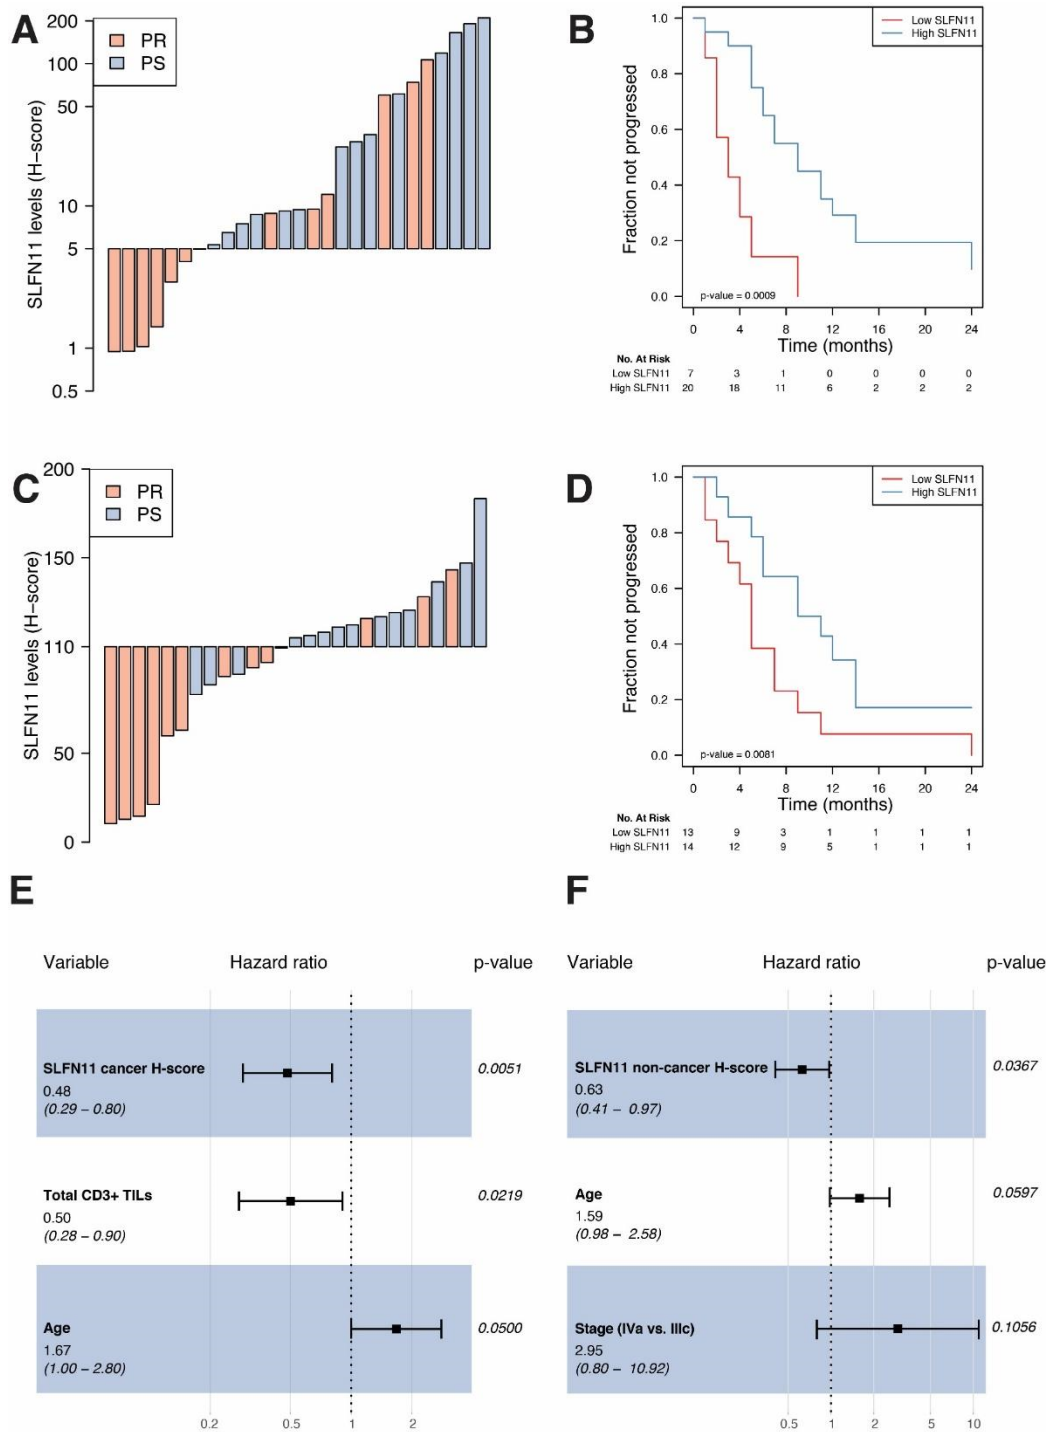 A
PR
PS
SLFN11 levels (H−score)
200
100
50
10
5
1
0.5
B
Low SLFN11
High SLFN11
Fraction not progressed
1.0
0.8
0.6
0.4
0.2
0.0
p-value = 0.0009
0 4 8 12 16 20 24
Time (months)
No. At Risk
Low SLFN11 7 3 1 0 0 0 0
High SLFN11 20 18 11 6 2 2 2
C
PR
PS
SLFN11 levels (H−score)
200
150
110
50
0
D
Low SLFN11
High SLFN11
Fraction not progressed
1.0
0.8
0.6
0.4
0.2
0.0
p-value = 0.0081
0 4 8 12 16 20 24
Time (months)
No. At Risk
Low SLFN11 13 9 3 1 1 1 1
High SLFN11 14 12 9 5 1 1 1
E
Variable Hazard ratio p-value
SLFN11 cancer H-score 0.0051
0.48
(0.29 – 0.80)
Total CD3+ TILs 0.0219
0.50
(0.28 – 0.90)
Age 0.0500
1.67
(1.00 – 2.80)
0.2 0.5 1 2
F
Variable Hazard ratio p-value
SLFN11 non-cancer H-score 0.0367
0.63
(0.41 – 0.97)
Age 0.0597
1.59
(0.98 – 2.58)
Stage (IVa vs. IIIc) 0.1056
2.95
(0.80 – 10.92)
0.5 1 2 5 10